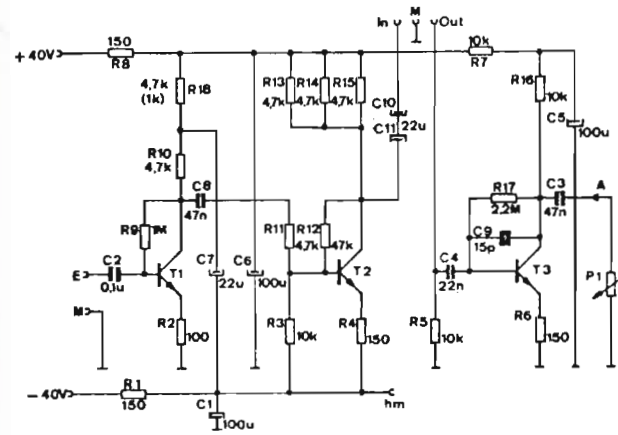 In M Out
+40V 150 R8
10k R7
4,7k (1k) R18
R13 R14 R15
4,7k 4,7k 4,7k
R16 10k
C10
C11 22u
C5 100u
R10 4,7k
C8 47n
R17 2,2M
C3 47n
A
R9 1M
R11 4,7k
R12 47k
C9 15p
C2 0,1u
E
T1
C7 22u
C6 100u
T2
C4 22n
T3
P1
M
R2 100
R3 10k
R4 150
R5 10k
R6 150
-40V R1 150
C1 100u
hm